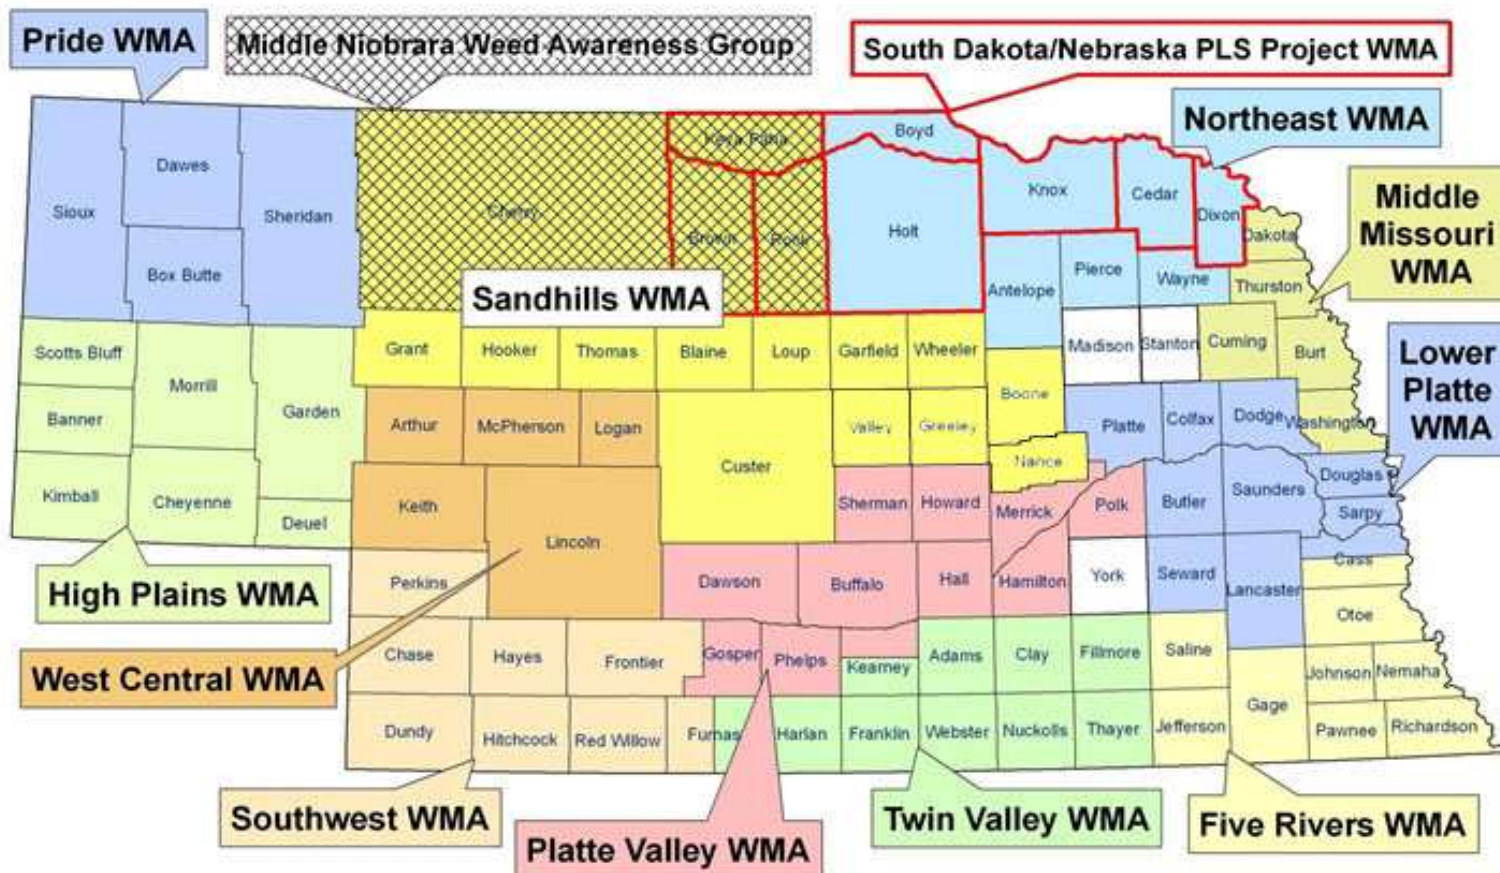 Pride WMA
Middle Niobrara Weed Awareness Group
South Dakota/Nebraska PLS Project WMA
Northeast WMA
Middle
Missouri
WMA
Lower
Platte
WMA
Sioux
Dawes
Sheridan
Box Butte
Cherry
Keya Paha
Brown
Rock
Boyd
Holt
Knox
Cedar
Dixon
Dakota
Antelope
Pierce
Wayne
Thurston
Sandhills WMA
Scotts Bluff
Morrill
Garden
Banner
Kimball
Cheyenne
Deuel
Grant
Hooker
Thomas
Blaine
Loup
Garfield
Wheeler
Madison
Stanton
Cuming
Burt
Boone
Arthur
McPherson
Logan
Custer
Valley
Greeley
Nance
Platte
Colfax
Dodge
Washington
Keith
Lincoln
Sherman
Howard
Merrick
Polk
Butler
Saunders
Douglas
Sarpy
Perkins
Dawson
Buffalo
Hall
Hamilton
York
Seward
Lancaster
Cass
Otoe
High Plains WMA
West Central WMA
Chase
Hayes
Frontier
Gosper
Phelps
Kearney
Adams
Clay
Fillmore
Saline
Gage
Johnson
Nemaha
Dundy
Hitchcock
Red Willow
Furnas
Harlan
Franklin
Webster
Nuckolls
Thayer
Jefferson
Pawnee
Richardson
Southwest WMA
Platte Valley WMA
Twin Valley WMA
Five Rivers WMA